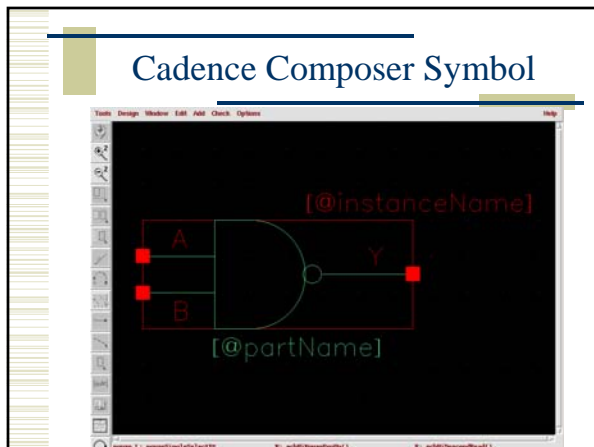 Cadence Composer Symbol
Tools Design Window Edit Add Check Options Help
[@instanceName]
A
Y
B
[@partName]